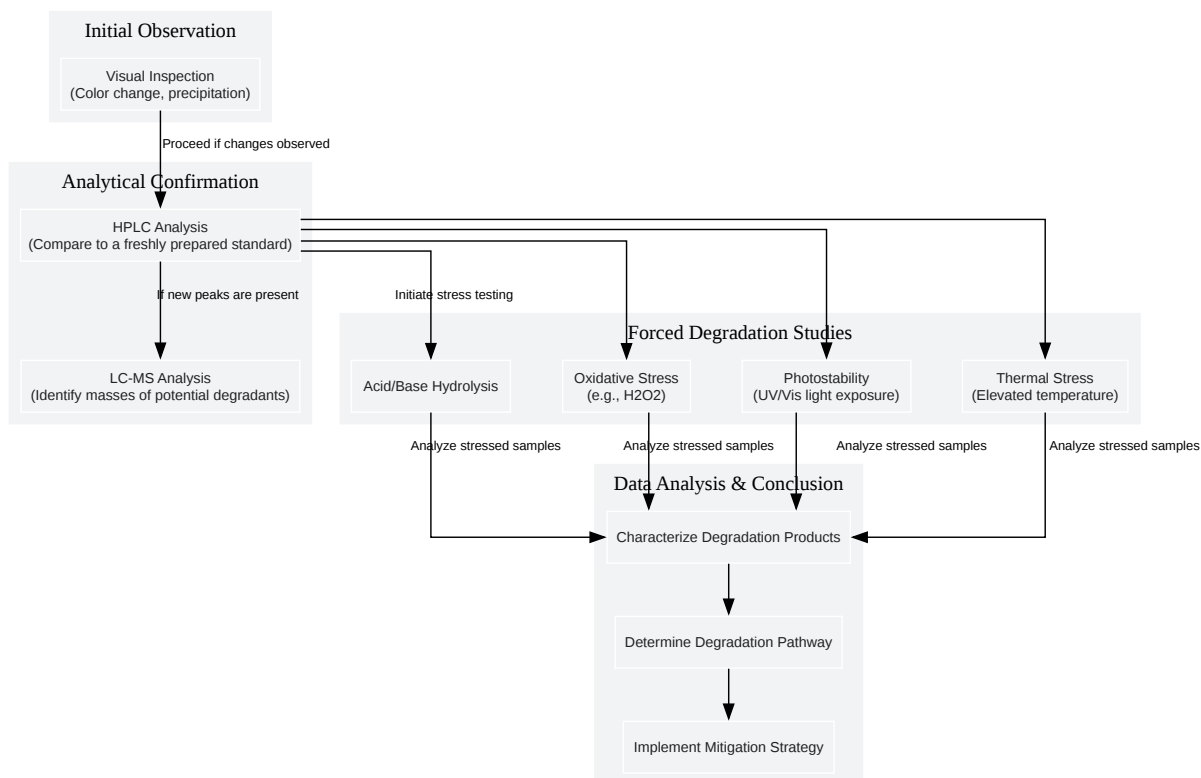 Initial Observation
Visual Inspection
(Color change, precipitation)
Proceed if changes observed
Analytical Confirmation
HPLC Analysis
(Compare to a freshly prepared standard)
If new peaks are present
Initiate stress testing
LC-MS Analysis
(Identify masses of potential degradants)
Forced Degradation Studies
Acid/Base Hydrolysis
Oxidative Stress
(e.g., H2O2)
Photostability
(UV/Vis light exposure)
Thermal Stress
(Elevated temperature)
Analyze stressed samples
Analyze stressed samples
Analyze stressed samples
Analyze stressed samples
Data Analysis & Conclusion
Characterize Degradation Products
Determine Degradation Pathway
Implement Mitigation Strategy